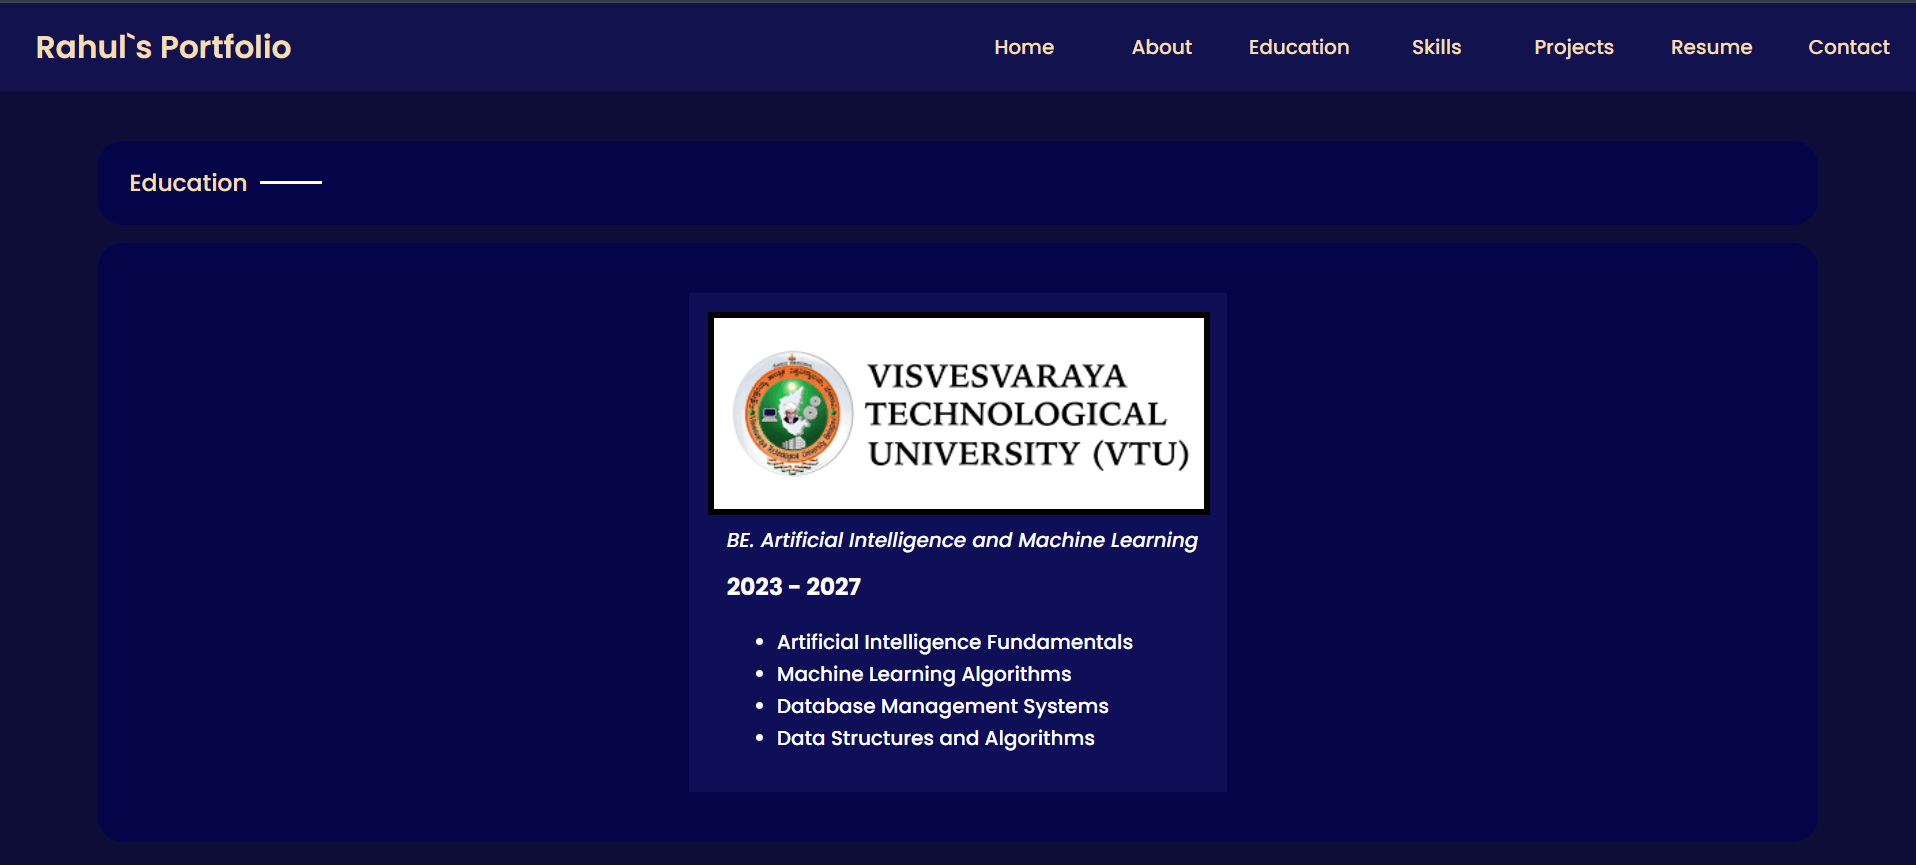 Rahul`s Portfolio
Home About Education Skills Projects Resume Contact
Education
VISVESVARAYA
TECHNOLOGICAL
UNIVERSITY (VTU)
BE. Artificial Intelligence and Machine Learning
2023 - 2027
• Artificial Intelligence Fundamentals
• Machine Learning Algorithms
• Database Management Systems
• Data Structures and Algorithms